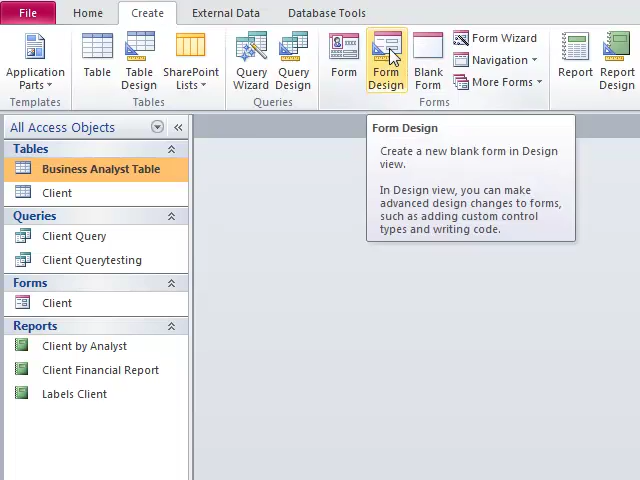 File Home Create External Data Database Tools
Application Parts
Table
Table Design
SharePoint Lists
Query Wizard
Query Design
Form
Form Design
Blank Form
Form Wizard
Navigation
More Forms
Report
Report Design
Templates Tables Queries Forms
All Access Objects
Tables
Business Analyst Table
Client
Queries
Client Query
Client Querytesting
Forms
Client
Reports
Client by Analyst
Client Financial Report
Labels Client
Form Design
Create a new blank form in Design
view.
In Design view, you can make
advanced design changes to forms,
such as adding custom control
types and writing code.